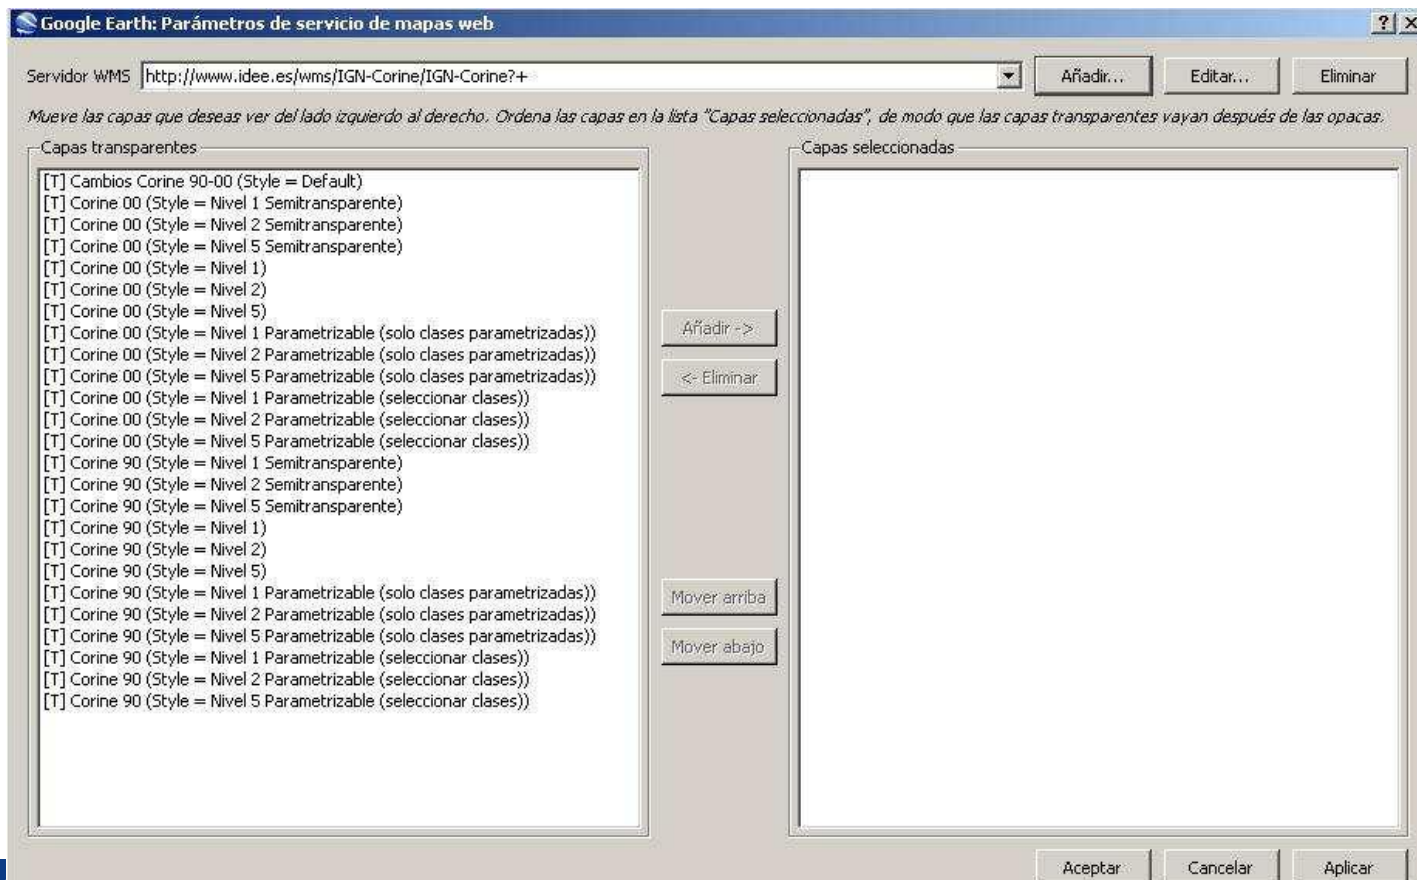 Google Earth: Parámetros de servicio de mapas web
Servidor WMS http://www.idee.es/wms/IGN-Corine/IGN-Corine?+ Añadir... Editar... Eliminar
Mueve las capas que deseas ver del lado izquierdo al derecho. Ordena las capas en la lista "Capas seleccionadas", de modo que las capas transparentes vayan después de las opacas.
Capas transparentes
[T] Cambios Corine 90-00 (Style = Default)
[T] Corine 00 (Style = Nivel 1 Semitransparente)
[T] Corine 00 (Style = Nivel 2 Semitransparente)
[T] Corine 00 (Style = Nivel 5 Semitransparente)
[T] Corine 00 (Style = Nivel 1)
[T] Corine 00 (Style = Nivel 2)
[T] Corine 00 (Style = Nivel 5)
[T] Corine 00 (Style = Nivel 1 Parametrizable (solo clases parametrizadas))
[T] Corine 00 (Style = Nivel 2 Parametrizable (solo clases parametrizadas))
[T] Corine 00 (Style = Nivel 5 Parametrizable (solo clases parametrizadas))
[T] Corine 00 (Style = Nivel 1 Parametrizable (seleccionar clases))
[T] Corine 00 (Style = Nivel 2 Parametrizable (seleccionar clases))
[T] Corine 00 (Style = Nivel 5 Parametrizable (seleccionar clases))
[T] Corine 90 (Style = Nivel 1 Semitransparente)
[T] Corine 90 (Style = Nivel 2 Semitransparente)
[T] Corine 90 (Style = Nivel 5 Semitransparente)
[T] Corine 90 (Style = Nivel 1)
[T] Corine 90 (Style = Nivel 2)
[T] Corine 90 (Style = Nivel 5)
[T] Corine 90 (Style = Nivel 1 Parametrizable (solo clases parametrizadas))
[T] Corine 90 (Style = Nivel 2 Parametrizable (solo clases parametrizadas))
[T] Corine 90 (Style = Nivel 5 Parametrizable (solo clases parametrizadas))
[T] Corine 90 (Style = Nivel 1 Parametrizable (seleccionar clases))
[T] Corine 90 (Style = Nivel 2 Parametrizable (seleccionar clases))
[T] Corine 90 (Style = Nivel 5 Parametrizable (seleccionar clases))
Añadir ->
<- Eliminar
Mover arriba
Mover abajo
Capas seleccionadas
Aceptar Cancelar Aplicar